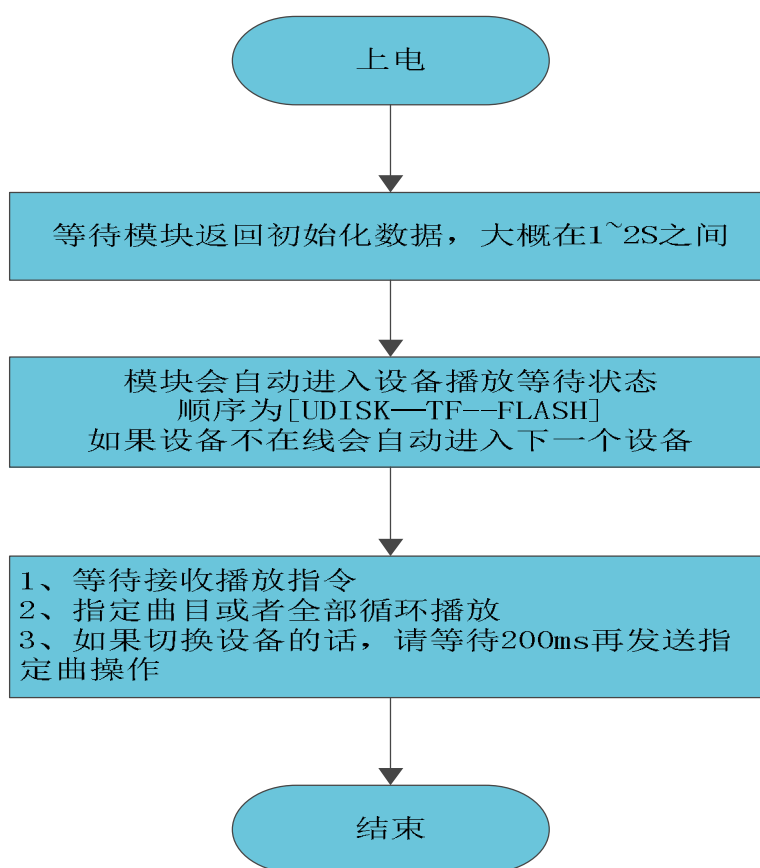 上电
等待模块返回初始化数据，大概在1~2S之间
模块会自动进入设备播放等待状态
顺序为[UDISK——TF--FLASH]
如果设备不在线会自动进入下一个设备
1、等待接收播放指令
2、指定曲目或者全部循环播放
3、如果切换设备的话，请等待200ms再发送指
定曲操作
结束